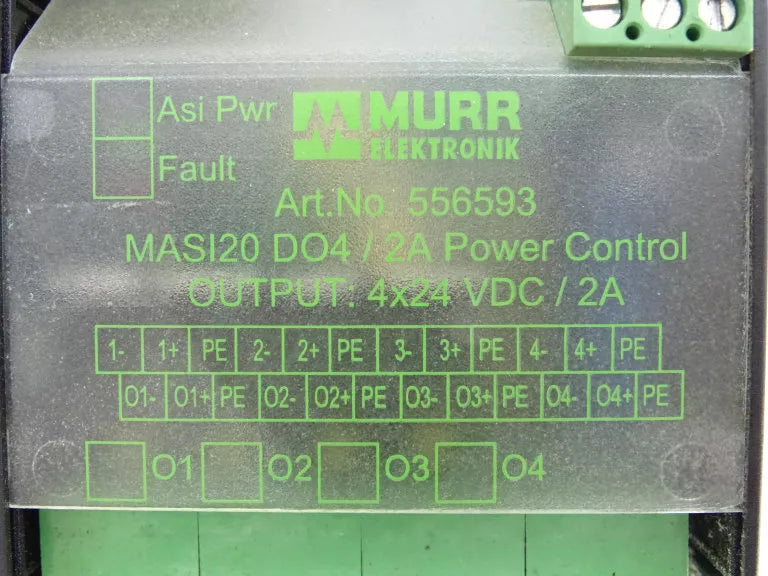 Asi Pwr
MURR
ELEKTRONIK
Fault
Art.No 556593
MASI20 DO4 / 2A Power Control
OUTPUT: 4x24 VDC / 2A
1- 1+ PE 2- 2+ PE 3- 3+ PE 4- 4+ PE
O1- O1+ PE O2- O2+ PE O3- O3+ PE O4- O4+ PE
O1 O2 O3 O4